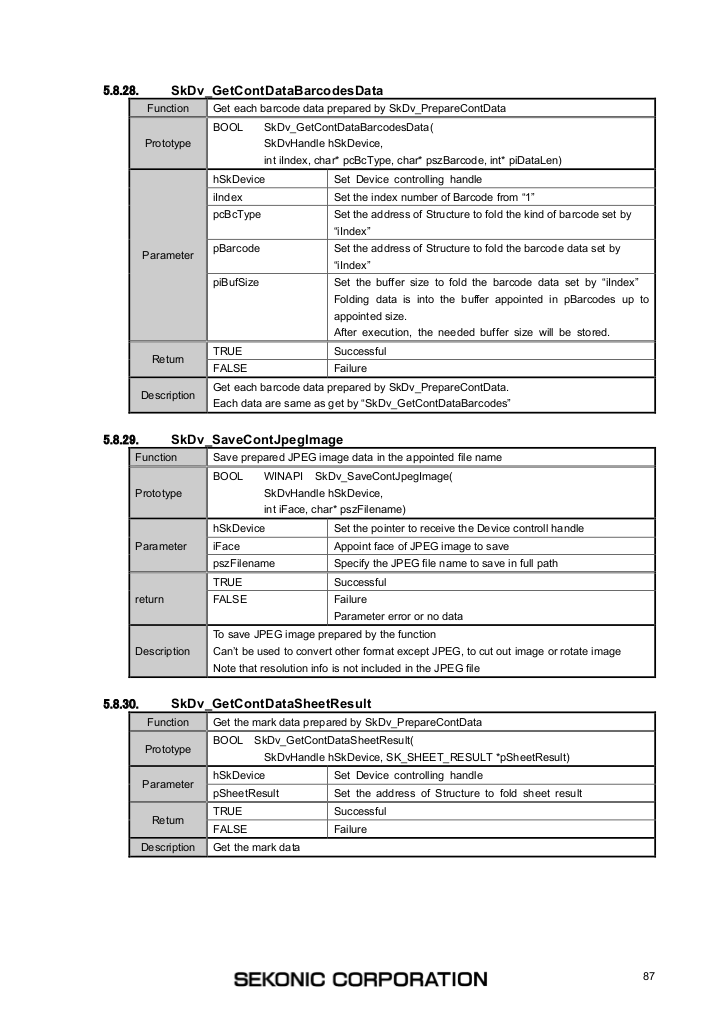 5.8.28. SkDv_GetContDataBarcodesData
Function Get each barcode data prepared by SkDv_PrepareContData
BOOL SkDv_GetContDataBarcodesData(
Prototype SkDvHandle hSkDevice,
int iIndex, char* pcBcType, char* pszBarcode, int* piDataLen)
hSkDevice Set Device controlling handle
iIndex Set the index number of Barcode from “1”
pcBcType Set the address of Structure to fold the kind of barcode set by
“iIndex”
Parameter pBarcode Set the address of Structure to fold the barcode data set by
“iIndex”
piBufSize Set the buffer size to fold the barcode data set by “iIndex”
Folding data is into the buffer appointed in pBarcodes up to
appointed size.
After execution, the needed buffer size will be stored.
Return TRUE Successful
FALSE Failure
Description Get each barcode data prepared by SkDv_PrepareContData.
Each data are same as get by “SkDv_GetContDataBarcodes”
5.8.29. SkDv_SaveContJpegImage
Function Save prepared JPEG image data in the appointed file name
BOOL WINAPI SkDv_SaveContJpegImage(
Prototype SkDvHandle hSkDevice,
int iFace, char* pszFilename)
hSkDevice Set the pointer to receive the Device controll handle
Parameter iFace Appoint face of JPEG image to save
pszFilename Specify the JPEG file name to save in full path
TRUE Successful
return FALSE Failure
Parameter error or no data
To save JPEG image prepared by the function
Description Can’t be used to convert other format except JPEG, to cut out image or rotate image
Note that resolution info is not included in the JPEG file
5.8.30. SkDv_GetContDataSheetResult
Function Get the mark data prepared by SkDv_PrepareContData
Prototype BOOL SkDv_GetContDataSheetResult(
SkDvHandle hSkDevice, SK_SHEET_RESULT *pSheetResult)
Parameter hSkDevice Set Device controlling handle
pSheetResult Set the address of Structure to fold sheet result
Return TRUE Successful
FALSE Failure
Description Get the mark data
SEKONIC CORPORATION 87